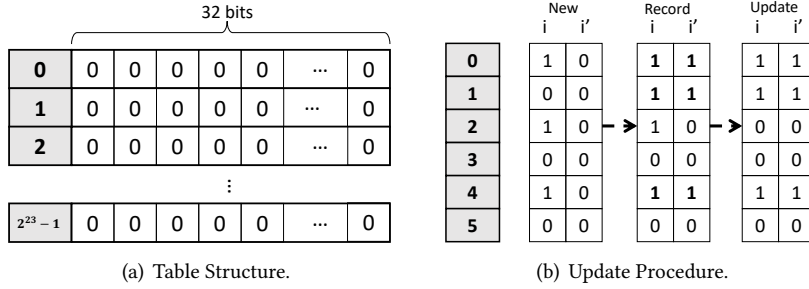 32 bits
0 0 0 0 0 0 ... 0
1 0 0 0 0 0 ... 0
2 0 0 0 0 0 ... 0
⋮
2^23 − 1 0 0 0 0 0 ... 0
(a) Table Structure.
New Record Update
i i’ i i’ i i’
0 1 0 1 1 1 1
1 0 0 1 1 1 1
2 1 0 1 0 0 0
3 0 0 0 0 0 0
4 1 0 1 1 1 1
5 0 0 0 0 0 0
(b) Update Procedure.